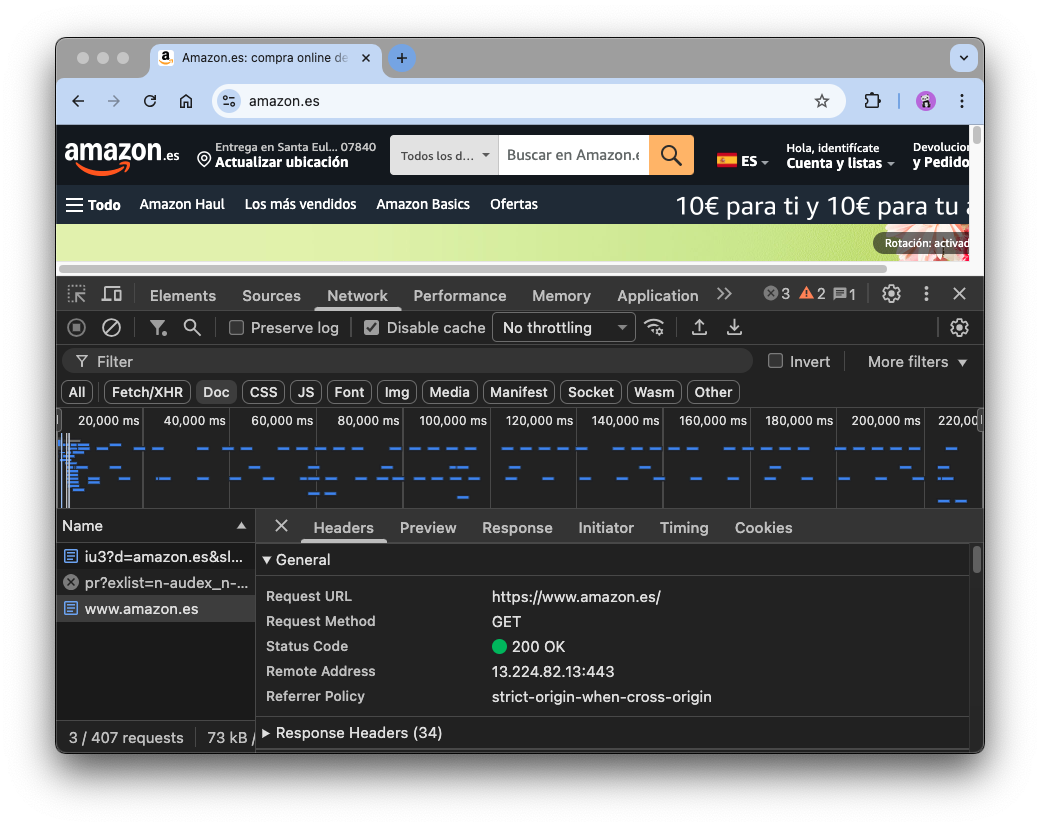 Amazon.es: compra online de
amazon.es
amazon.es
Entrega en Santa Eul... 07840
Actualizar ubicación
Todos los d...
Buscar en Amazon.e
ES
Hola, identifícate
Cuenta y listas
Devolucion
y Pedido
Todo
Amazon Haul
Los más vendidos
Amazon Basics
Ofertas
10€ para ti y 10€ para tu a
Rotación: activad
Elements
Sources
Network
Performance
Memory
Application
3
2
1
Preserve log
Disable cache
No throttling
Filter
Invert
More filters
All
Fetch/XHR
Doc
CSS
JS
Font
Img
Media
Manifest
Socket
Wasm
Other
20,000 ms
40,000 ms
60,000 ms
80,000 ms
100,000 ms
120,000 ms
140,000 ms
160,000 ms
180,000 ms
200,000 ms
220,00
Name
iu3?d=amazon.es&sl...
pr?exlist=n-audex_n-...
www.amazon.es
3 / 407 requests
73 kB /
Headers
Preview
Response
Initiator
Timing
Cookies
General
Request URL
https://www.amazon.es/
Request Method
GET
Status Code
200 OK
Remote Address
13.224.82.13:443
Referrer Policy
strict-origin-when-cross-origin
Response Headers (34)